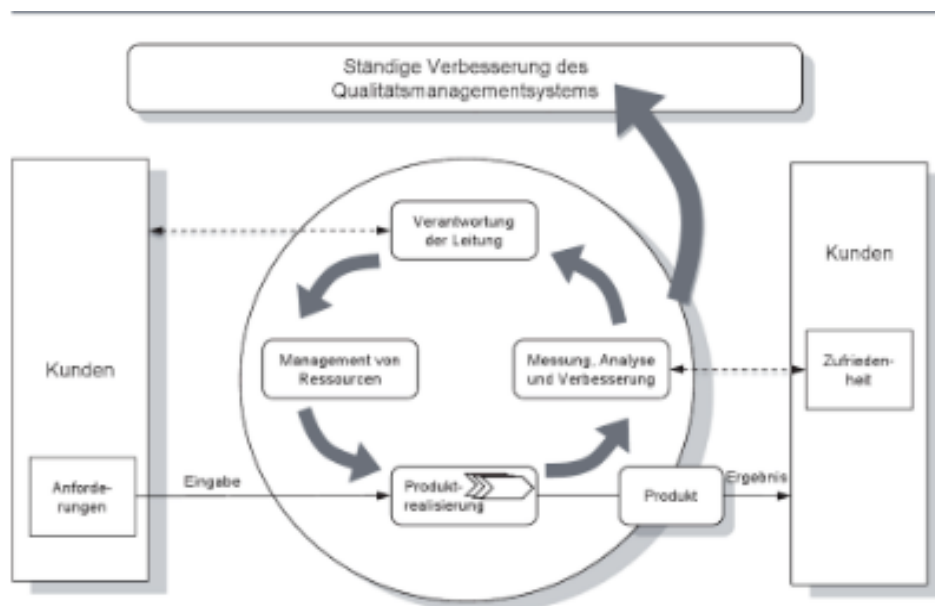 Ständige Verbesserung des
Qualitätsmanagementsystems
Verantwortung
der Leitung
Kunden
Kunden
Management von
Ressourcen
Messung, Analyse
und Verbesserung
Zufrieden-
heit
Anforde-
rungen
Eingabe
Produkt-
realisierung
Produkt
Ergebnis